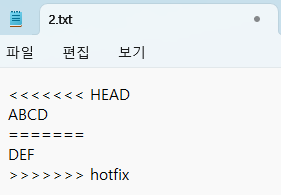 2.txt
파일 편집 보기
<<<<<<< HEAD
ABCD
=======
DEF
>>>>>>> hotfix